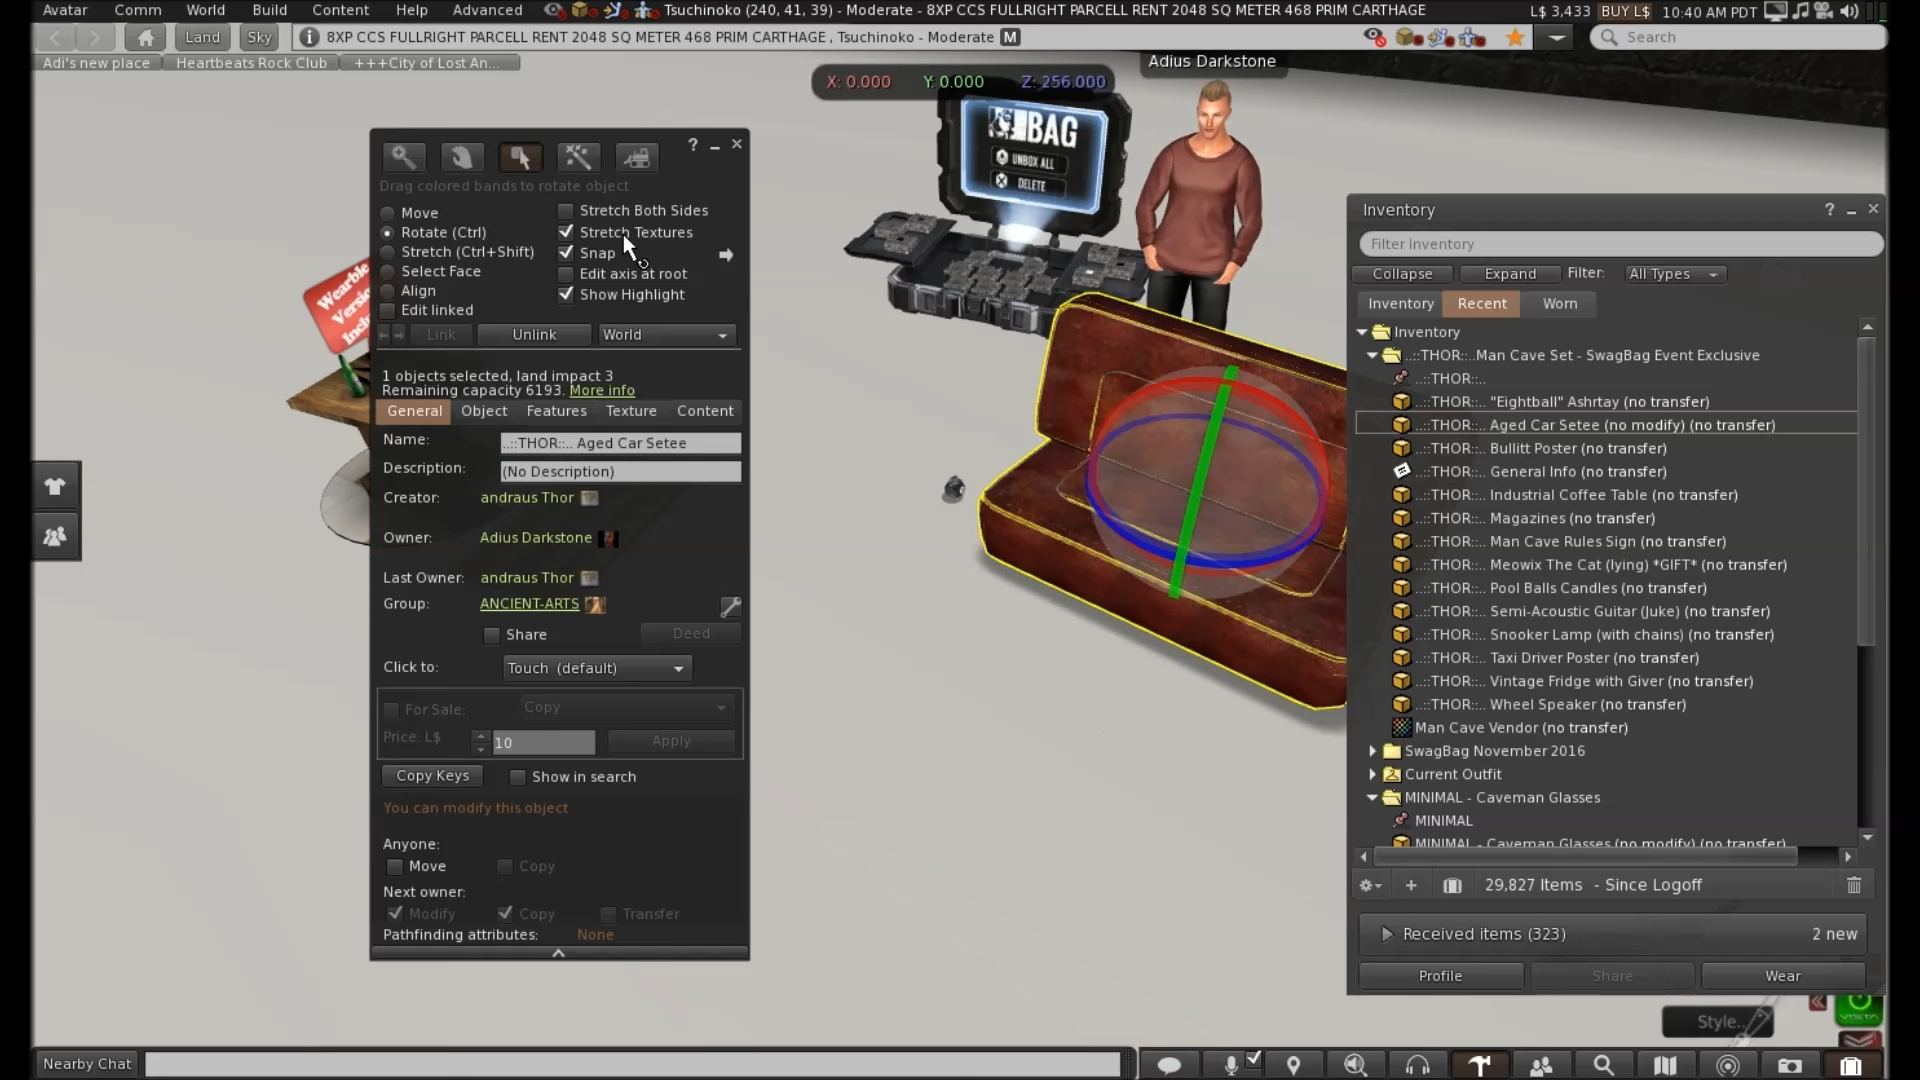 Avatar Comm World Build Content Help Advanced Tsuchinoko (240, 41, 39) - Moderate - 8XP CCS FULLRIGHT PARCELL RENT 2048 SQ METER 468 PRIM CARTHAGE L$ 3,433 BUY L$ 10:40 AM PDT
Land Sky 8XP CCS FULLRIGHT PARCELL RENT 2048 SQ METER 468 PRIM CARTHAGE , Tsuchinoko - Moderate M Search
Adi's new place Heartbeats Rock Club +++City of Lost An...
Adius Darkstone
X: 0.000 Y: 0.000 Z: 256.000
BAG
UNBOX ALL
DELETE
Wearble
Drag colored bands to rotate object
Move
Rotate (Ctrl)
Stretch (Ctrl+Shift)
Select Face
Align
Edit linked
Stretch Both Sides
Stretch Textures
Snap
Edit axis at root
Show Highlight
Link Unlink World
1 objects selected, land impact 3
Remaining capacity 6193. More info
General Object Features Texture Content
Name: ..::THOR::.. Aged Car Setee
Description: (No Description)
Creator: andraus Thor
Owner: Adius Darkstone
Last Owner: andraus Thor
Group: ANCIENT-ARTS
Share Deed
Click to: Touch (default)
For Sale: Copy
Price: L$ 10 Apply
Copy Keys Show in search
You can modify this object
Anyone:
Move Copy
Next owner:
Modify Copy Transfer
Pathfinding attributes: None
Inventory
Filter Inventory
Collapse Expand Filter: All Types
Inventory Recent Worn
Inventory
..::THOR::..Man Cave Set - SwagBag Event Exclusive
..::THOR::..
..::THOR::.. "Eightball" Ashrtay (no transfer)
..::THOR::.. Aged Car Setee (no modify) (no transfer)
..::THOR::.. Bullitt Poster (no transfer)
..::THOR::.. General Info (no transfer)
..::THOR::.. Industrial Coffee Table (no transfer)
..::THOR::.. Magazines (no transfer)
..::THOR::.. Man Cave Rules Sign (no transfer)
..::THOR::.. Meowix The Cat (lying) *GIFT* (no transfer)
..::THOR::.. Pool Balls Candles (no transfer)
..::THOR::.. Semi-Acoustic Guitar (Juke) (no transfer)
..::THOR::.. Snooker Lamp (with chains) (no transfer)
..::THOR::.. Taxi Driver Poster (no transfer)
..::THOR::.. Vintage Fridge with Giver (no transfer)
..::THOR::.. Wheel Speaker (no transfer)
Man Cave Vendor (no transfer)
SwagBag November 2016
Current Outfit
MINIMAL - Caveman Glasses
MINIMAL
MINIMAL - Caveman Glasses (no modify) (no transfer)
29,827 Items - Since Logoff
Received items (323) 2 new
Profile Share Wear
Style..
VISTA
Nearby Chat